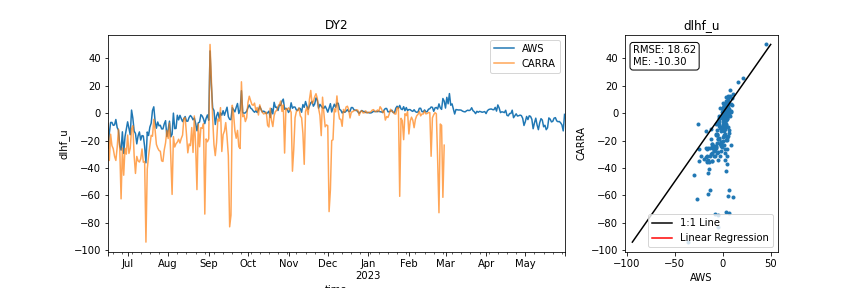 DY2
dlhf_u
40
20
0
−20
−40
−60
−80
−100
AWS
CARRA
Jul
Aug
Sep
Oct
Nov
Dec
Jan
2023
Feb
Mar
Apr
May
time
dlhf_u
CARRA
40
20
0
−20
−40
−60
−80
−100
RMSE: 18.62
ME: -10.30
1:1 Line
Linear Regression
−100
−50
0
50
AWS